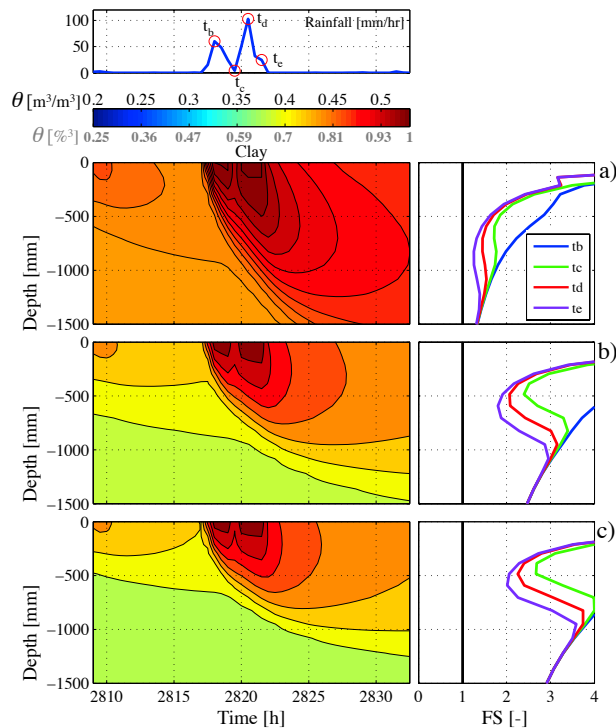 100
80
60
40
20
0
Rainfall [mm/hr]
t_b
t_d
t_e
t_c
θ [m³/m³]
0.2 0.25 0.3 0.35 0.4 0.45 0.5
θ [%³]
0.25 0.36 0.47 0.59 0.7 0.81 0.93 1
Clay
a)
0
−500
−1000
−1500
Depth [mm]
tb
tc
td
te
b)
0
−500
−1000
−1500
Depth [mm]
c)
0
−500
−1000
−1500
Depth [mm]
2810 2815 2820 2825 2830
Time [h]
0 1 2 3 4
FS [-]